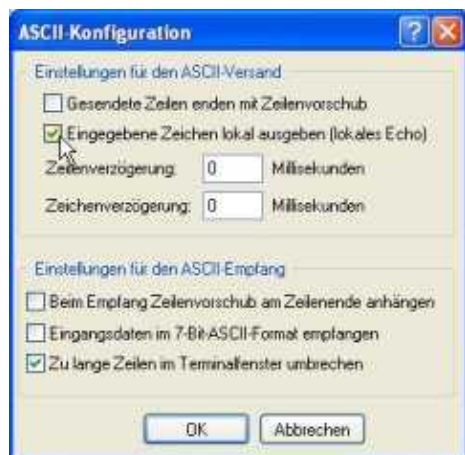 ASCII-Konfiguration
Einstellungen für den ASCII-Versand
Gesendete Zeilen enden mit Zeilenvorschub
Eingegebene Zeichen lokal ausgeben (lokales Echo)
Zeilenverzögerung: 0 Millisekunden
Zeichenverzögerung: 0 Millisekunden
Einstellungen für den ASCII-Empfang
Beim Empfang Zeilenvorschub am Zeilenende anhängen
Eingangsdaten im 7-Bit-ASCII-Format empfangen
Zu lange Zeilen im Terminalfenster umbrechen
OK Abbrechen